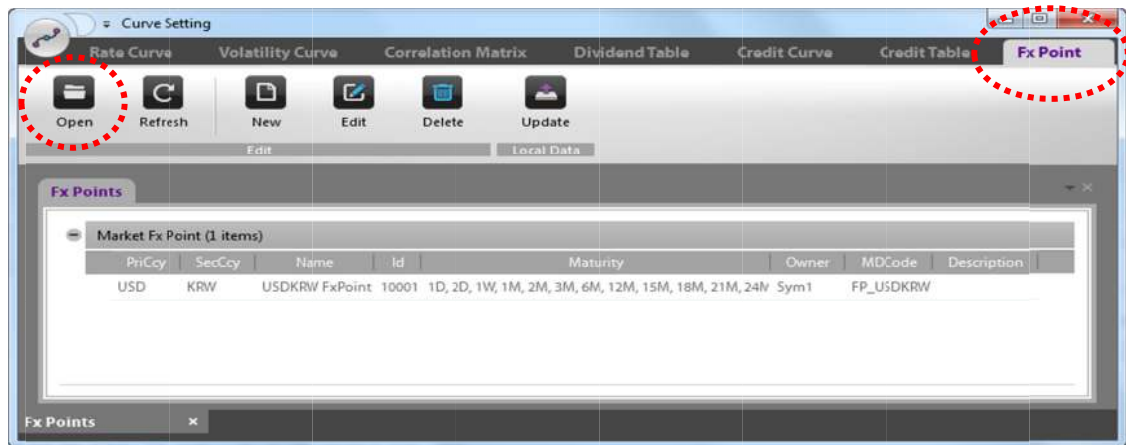 Curve Setting
Rate Curve Volatility Curve Correlation Matrix Dividend Table Credit Curve Credit Table Fx Point
Open Refresh New Edit Delete Update
Edit Local Data
Fx Points
Market Fx Point (1 items)
PriCcy SecCcy Name Id Maturity Owner MDCode Description
USD KRW USDKRW FxPoint 10001 1D, 2D, 1W, 1M, 2M, 3M, 6M, 12M, 15M, 18M, 21M, 24M Sym1 FP_USDKRW
Fx Points